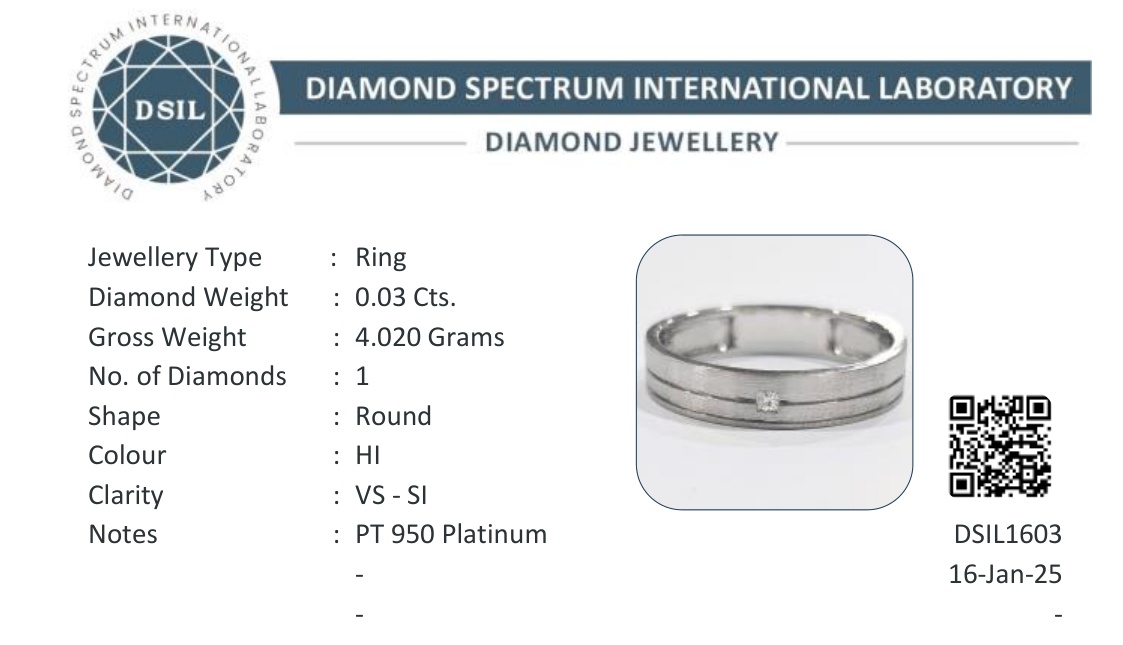 DIAMOND SPECTRUM INTERNATIONAL LABORATORY
DSIL
DIAMOND SPECTRUM INTERNATIONAL LABORATORY
DIAMOND JEWELLERY
Jewellery Type : Ring
Diamond Weight : 0.03 Cts.
Gross Weight : 4.020 Grams
No. of Diamonds : 1
Shape : Round
Colour : HI
Clarity : VS - SI
Notes : PT 950 Platinum
-
-
DSIL1603
16-Jan-25
-